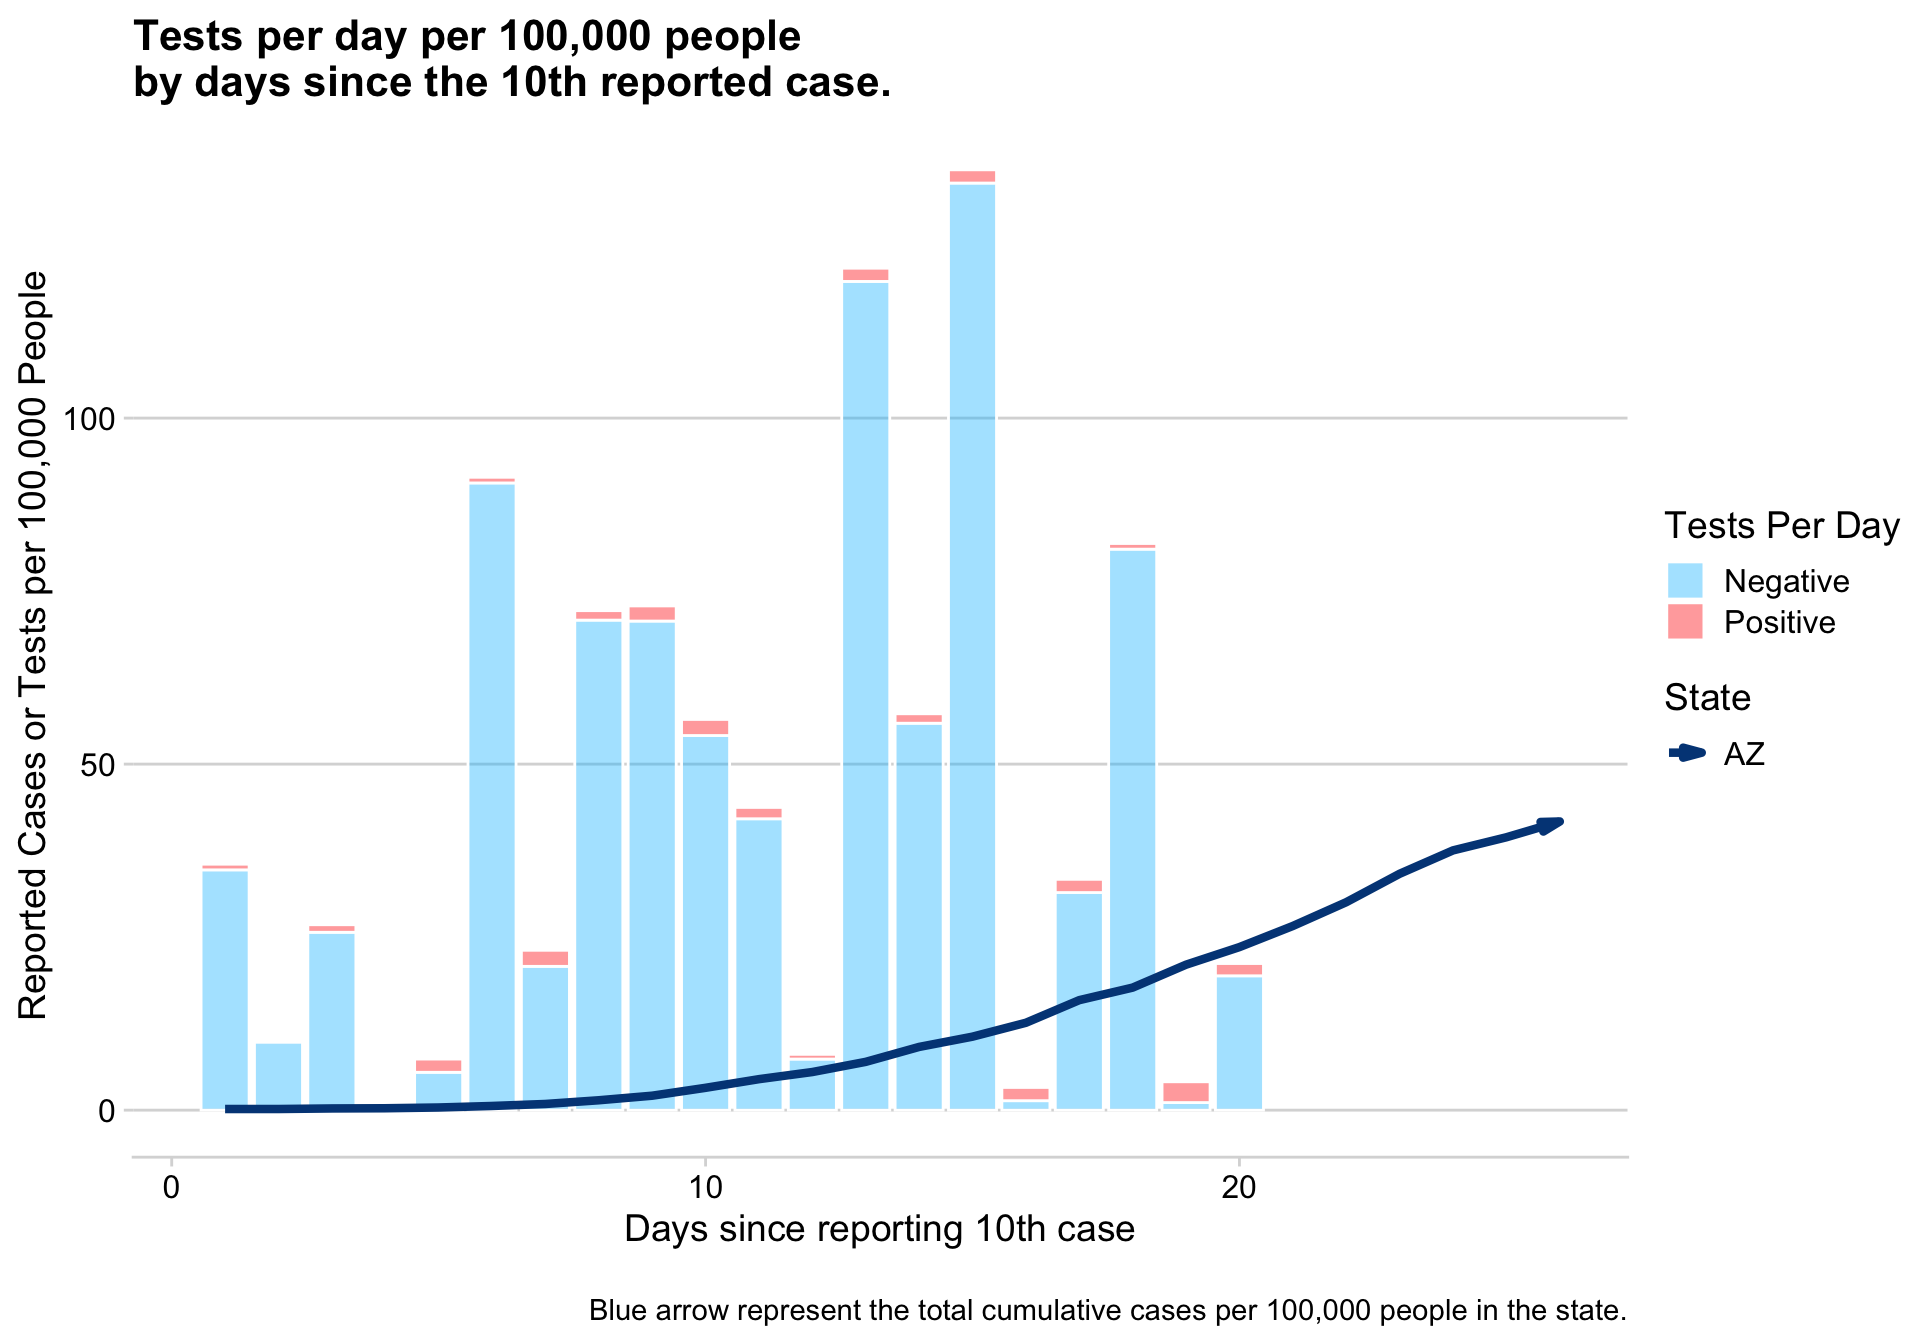 Tests per day per 100,000 people
by days since the 10th reported case.
Reported Cases or Tests per 100,000 People
100
50
0
0
10
20
Days since reporting 10th case
Tests Per Day
Negative
Positive
State
AZ
Blue arrow represent the total cumulative cases per 100,000 people in the state.